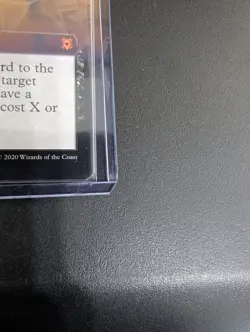 rd to the
target
ave a
cost X or
© 2020 Wizards of the Coast